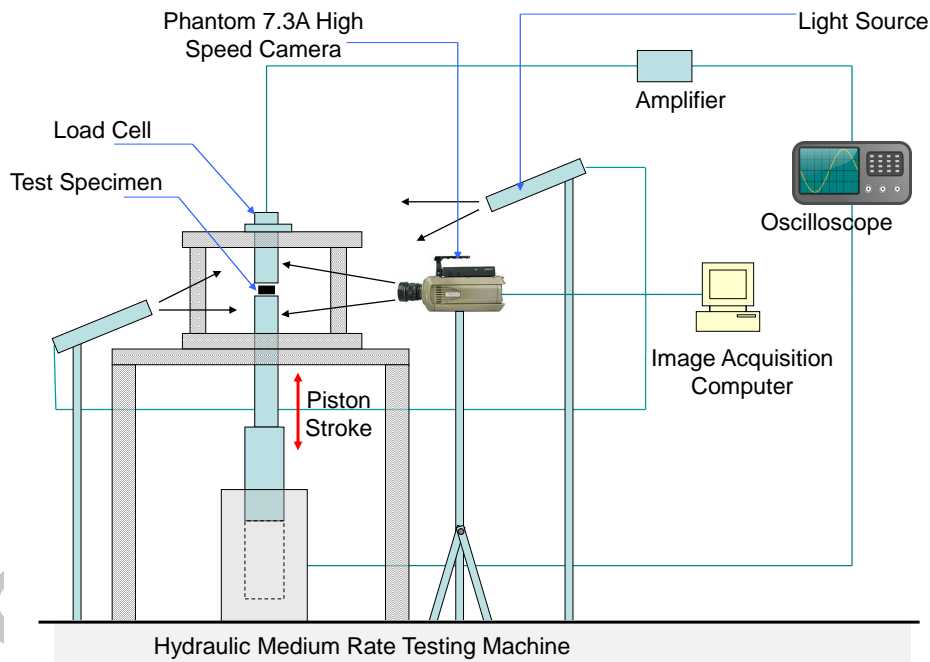 Phantom 7.3A High
Speed Camera
Light Source
Amplifier
Load Cell
Test Specimen
Oscilloscope
Image Acquisition
Computer
Piston
Stroke
Hydraulic Medium Rate Testing Machine